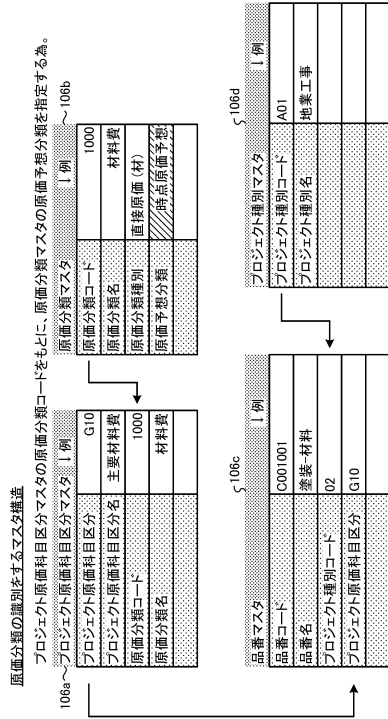 原価分類の識別をするマスタ構造
プロジェクト原価科目区分マスタの原価分類コードをもとに、原価分類マスタの原価予想分類を指定する為。
106a
プロジェクト原価科目区分マスタ ↓例
プロジェクト原価科目区分 G10
プロジェクト原価科目区分名 主要材料費
原価分類コード 1000
原価分類名 材料費
106b
原価分類マスタ ↓例
原価分類コード 1000
原価分類名 材料費
原価分類種別 直接原価(材)
原価予想分類 時点原価予想
106c
品番マスタ ↓例
品番コード C001001
品番名 塗装-材料
プロジェクト種別コード 02
プロジェクト原価科目区分 G10
106d
プロジェクト種別マスタ ↓例
プロジェクト種別コード A01
プロジェクト種別名 地業工事